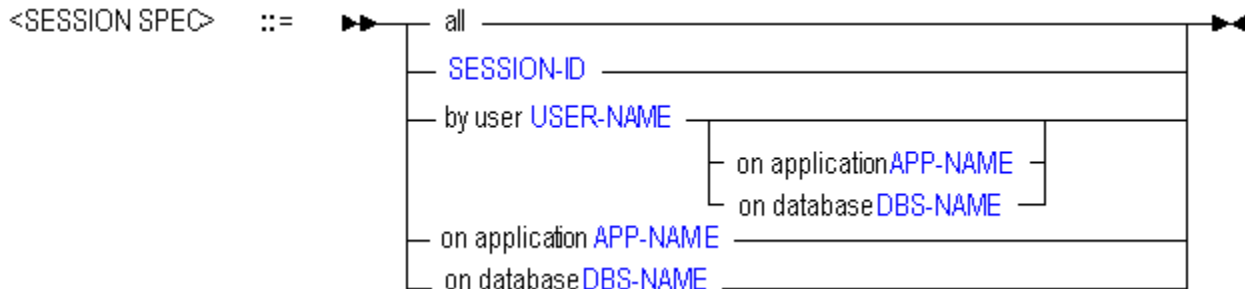 <SESSION SPEC> ::= all
SESSION-ID
by user USER-NAME
on application APP-NAME
on database DBS-NAME
on application APP-NAME
on database DBS-NAME